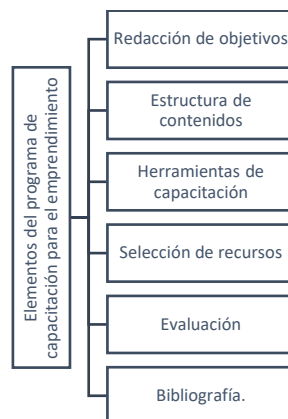 Elementos del programa de
capacitación para el emprendimiento
Redacción de objetivos
Estructura de
contenidos
Herramientas de
capacitación
Selección de recursos
Evaluación
Bibliografía.